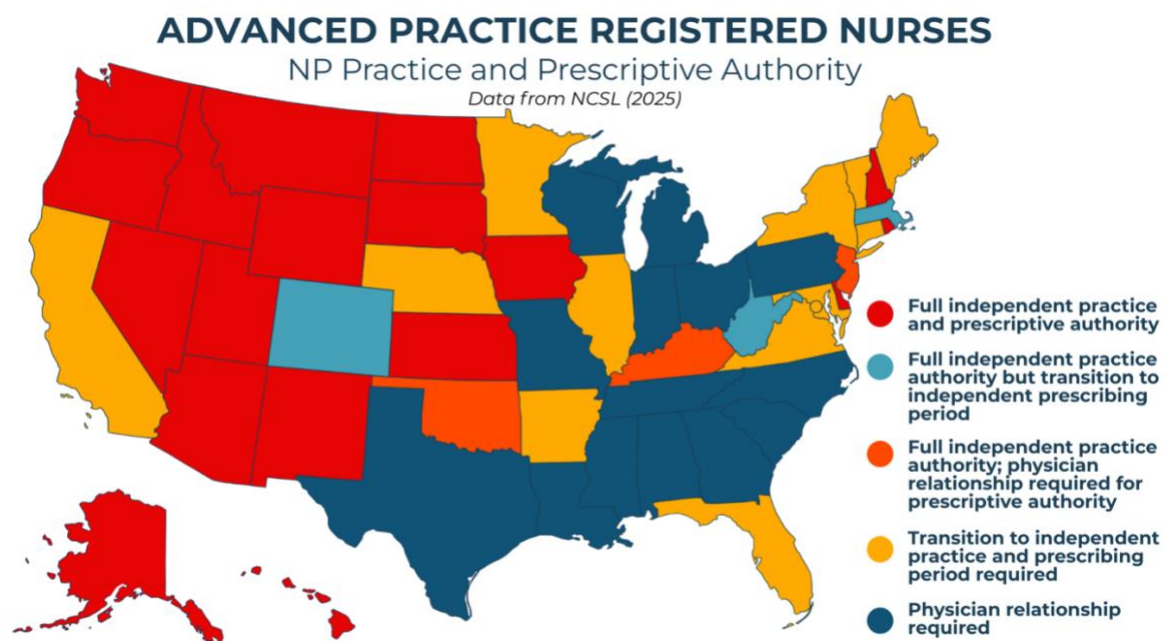 ADVANCED PRACTICE REGISTERED NURSES
NP Practice and Prescriptive Authority
Data from NCSL (2025)
Full independent practice
and prescriptive authority
Full independent practice
authority but transition to
independent prescribing
period
Full independent practice
authority; physician
relationship required for
prescriptive authority
Transition to independent
practice and prescribing
period required
Physician relationship
required